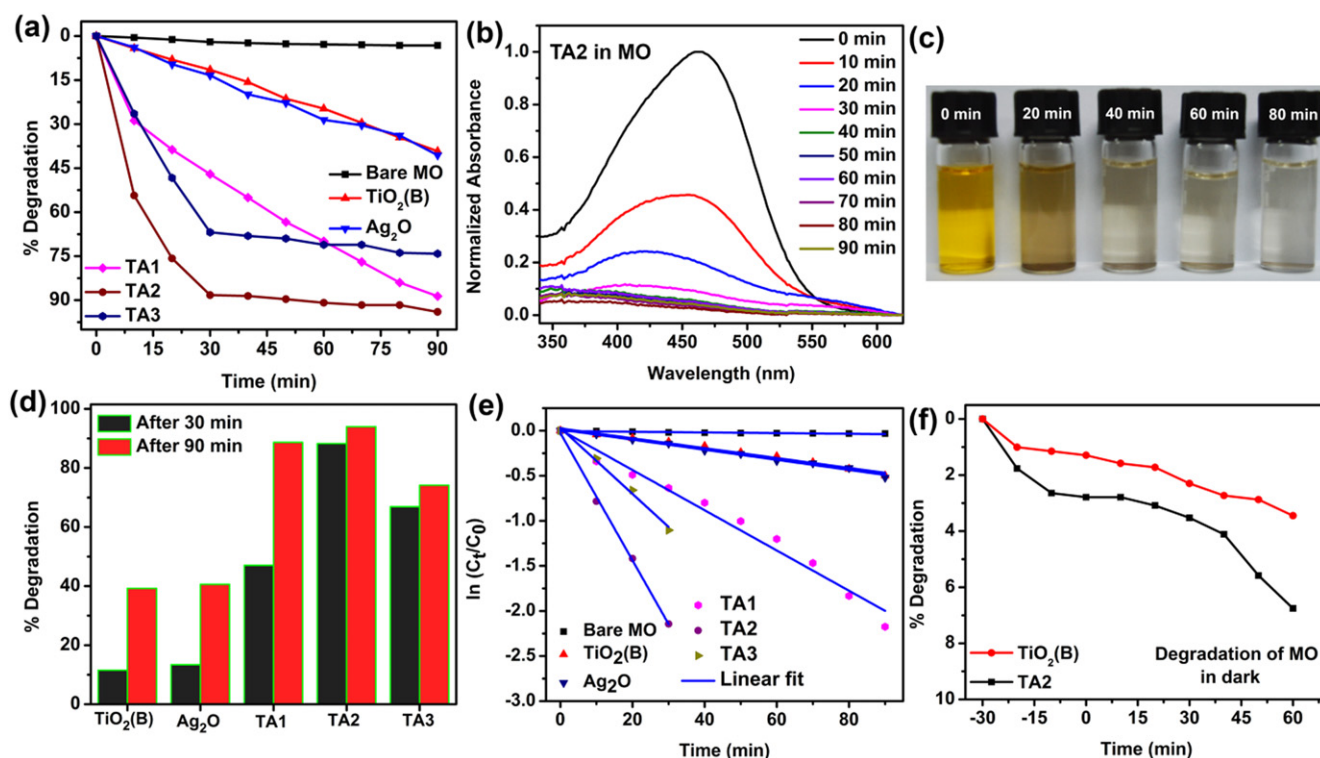 (a)
0
15
30
45
60
75
90
% Degradation
Bare MO
TiO₂(B)
Ag₂O
TA1
TA2
TA3
0 15 30 45 60 75 90
Time (min)
(b)
TA2 in MO
1.0
0.8
0.6
0.4
0.2
0.0
Normalized Absorbance
0 min
10 min
20 min
30 min
40 min
50 min
60 min
70 min
80 min
90 min
350 400 450 500 550 600
Wavelength (nm)
(c)
0 min 20 min 40 min 60 min 80 min
(d)
100
80
60
40
20
0
% Degradation
After 30 min
After 90 min
TiO₂(B) Ag₂O TA1 TA2 TA3
(e)
0.0
-0.5
-1.0
-1.5
-2.0
-2.5
-3.0
ln (Cₜ/C₀)
Bare MO
TiO₂(B)
Ag₂O
TA1
TA2
TA3
Linear fit
0 20 40 60 80
Time (min)
(f)
0
2
4
6
8
10
% Degradation
TiO₂(B)
TA2
Degradation of MO
in dark
-30 -15 0 15 30 45 60
Time (min)